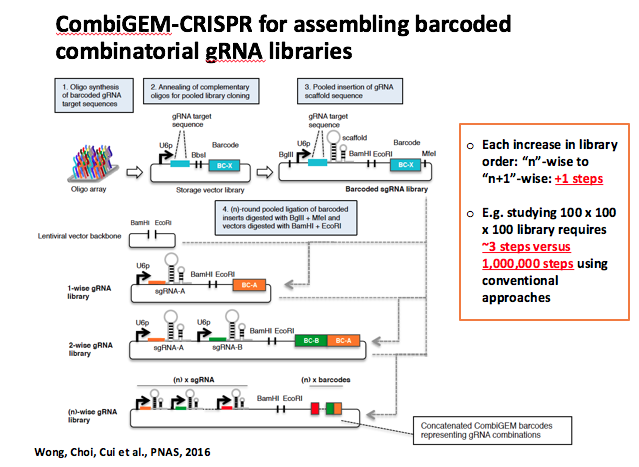 CombiGEM-CRISPR for assembling barcoded
combinatorial gRNA libraries
1. Oligo synthesis
of barcoded gRNA
target sequences
2. Annealing of complementary
oligos for pooled library cloning
3. Pooled insertion of gRNA
scaffold sequence
gRNA target
sequence
U6p
BbsI
Barcode
BC-X
gRNA target
sequence
scaffold
U6p
BglII
BamHI EcoRI
Barcode
MfeI
BC-X
Oligo array
Storage vector library
Barcoded sgRNA library
4. (n)-round pooled ligation of barcoded
inserts digested with BglII + MfeI and
vectors digested with BamHI + EcoRI
BamHI EcoRI
Lentiviral vector backbone
U6p
BamHI EcoRI
BC-A
1-wise gRNA
library
sgRNA-A
U6p
U6p
BamHI EcoRI
BC-B
BC-A
2-wise gRNA
library
sgRNA-A
sgRNA-B
(n) x sgRNA
(n) x barcodes
BamHI EcoRI
(n)-wise gRNA
library
Concatenated CombiGEM barcodes
representing gRNA combinations
o Each increase in library
order: “n”-wise to
“n+1”-wise: +1 steps
o E.g. studying 100 x 100
x 100 library requires
~3 steps versus
1,000,000 steps using
conventional
approaches
Wong, Choi, Cui et al., PNAS, 2016